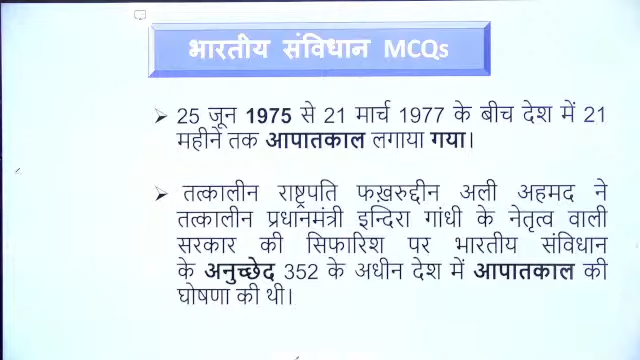 भारतीय संविधान MCQs
➢ 25 जून 1975 से 21 मार्च 1977 के बीच देश में 21
महीने तक आपातकाल लगाया गया।
➢ तत्कालीन राष्ट्रपति फख़रुद्दीन अली अहमद ने
तत्कालीन प्रधानमंत्री इन्दिरा गांधी के नेतृत्व वाली
सरकार की सिफारिश पर भारतीय संविधान
के अनुच्छेद 352 के अधीन देश में आपातकाल की
घोषणा की थी।